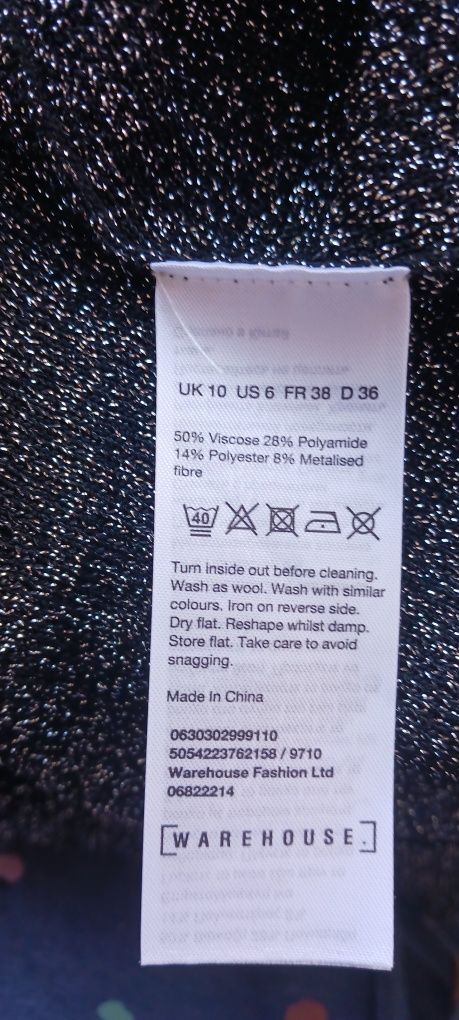 UK 10 US 6 FR 38 D 36
50% Viscose 28% Polyamide
14% Polyester 8% Metalised
fibre
40
Turn inside out before cleaning.
Wash as wool. Wash with similar
colours. Iron on reverse side.
Dry flat. Reshape whilst damp.
Store flat. Take care to avoid
snagging.
Made In China
0630302999110
5054223762158 / 9710
Warehouse Fashion Ltd
06822214
[WAREHOUSE.]